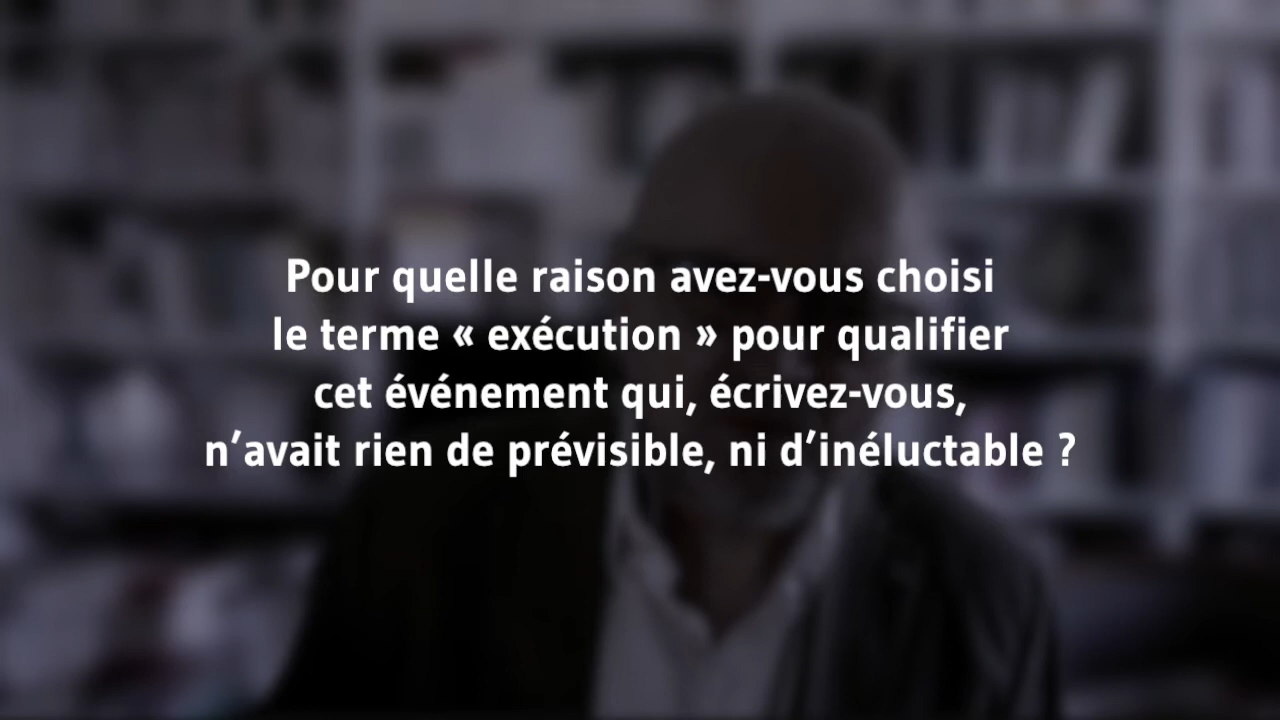 Pour quelle raison avez-vous choisi
le terme « exécution » pour qualifier
cet événement qui, écrivez-vous,
n’avait rien de prévisible, ni d’inéluctable ?